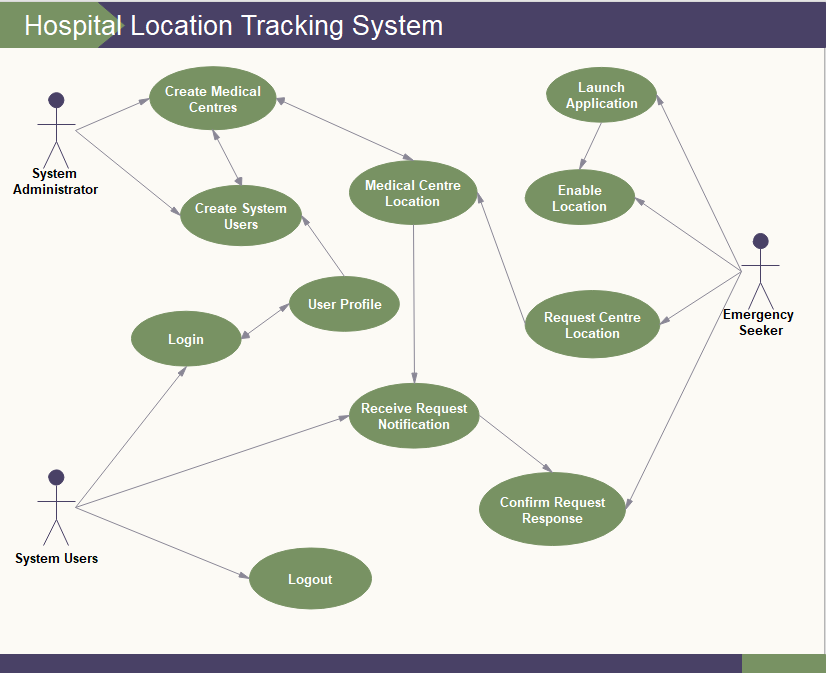 Hospital Location Tracking System
Create Medical
Centres
Launch
Application
System
Administrator
Medical Centre
Location
Enable
Location
Create System
Users
User Profile
Request Centre
Location
Emergency
Seeker
Login
Receive Request
Notification
Confirm Request
Response
System Users
Logout